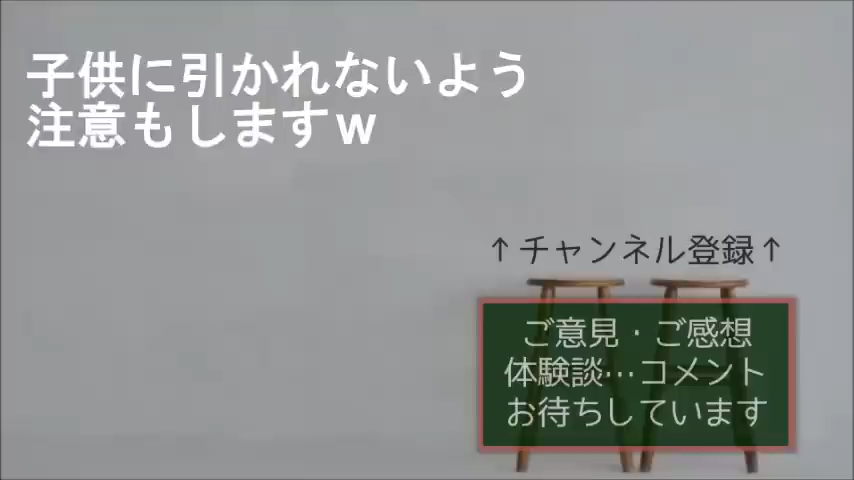 子供に引かれないよう
注意もしますｗ
↑チャンネル登録↑
ご意見・ご感想
体験談…コメント
お待ちしています